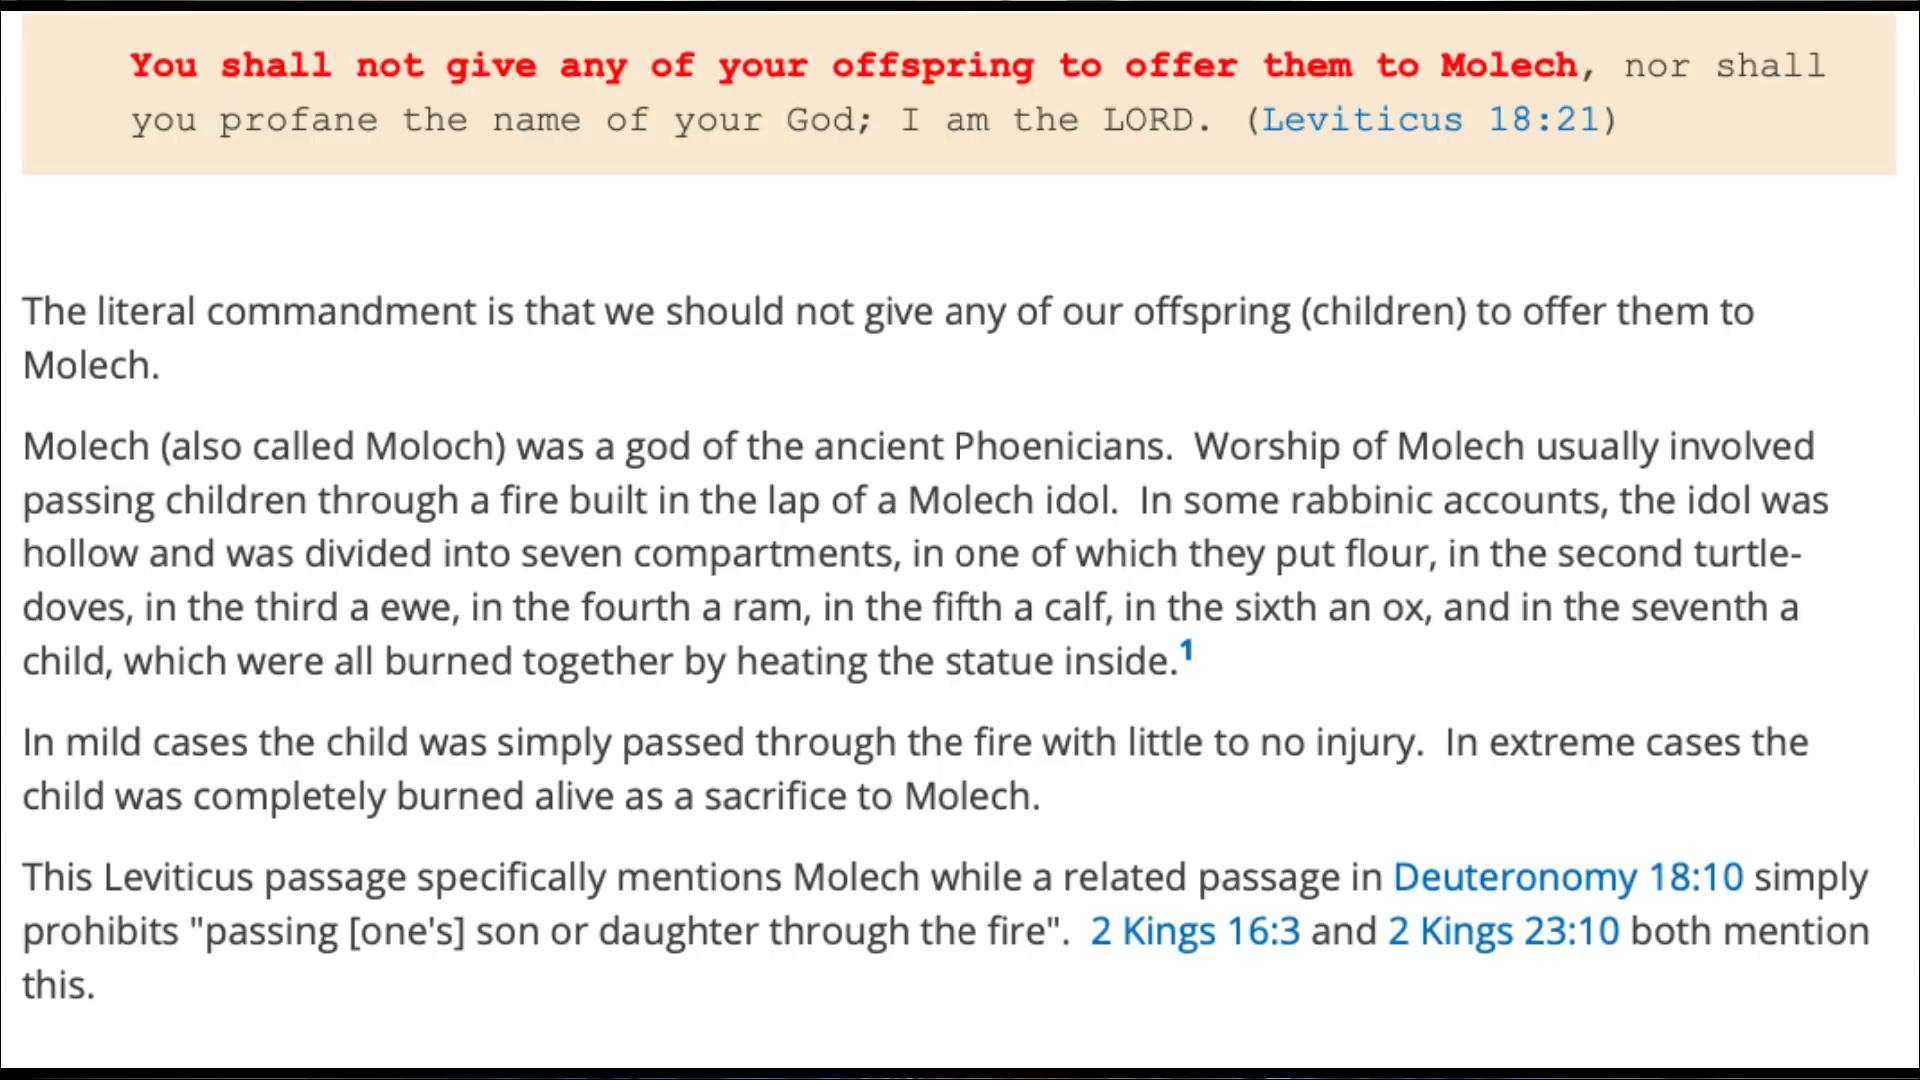 You shall not give any of your offspring to offer them to Molech, nor shall
you profane the name of your God; I am the LORD. (Leviticus 18:21)
The literal commandment is that we should not give any of our offspring (children) to offer them to
Molech.
Molech (also called Moloch) was a god of the ancient Phoenicians.  Worship of Molech usually involved
passing children through a fire built in the lap of a Molech idol.  In some rabbinic accounts, the idol was
hollow and was divided into seven compartments, in one of which they put flour, in the second turtle-
doves, in the third a ewe, in the fourth a ram, in the fifth a calf, in the sixth an ox, and in the seventh a
child, which were all burned together by heating the statue inside.1
In mild cases the child was simply passed through the fire with little to no injury.  In extreme cases the
child was completely burned alive as a sacrifice to Molech.
This Leviticus passage specifically mentions Molech while a related passage in Deuteronomy 18:10 simply
prohibits "passing [one's] son or daughter through the fire".  2 Kings 16:3 and 2 Kings 23:10 both mention
this.